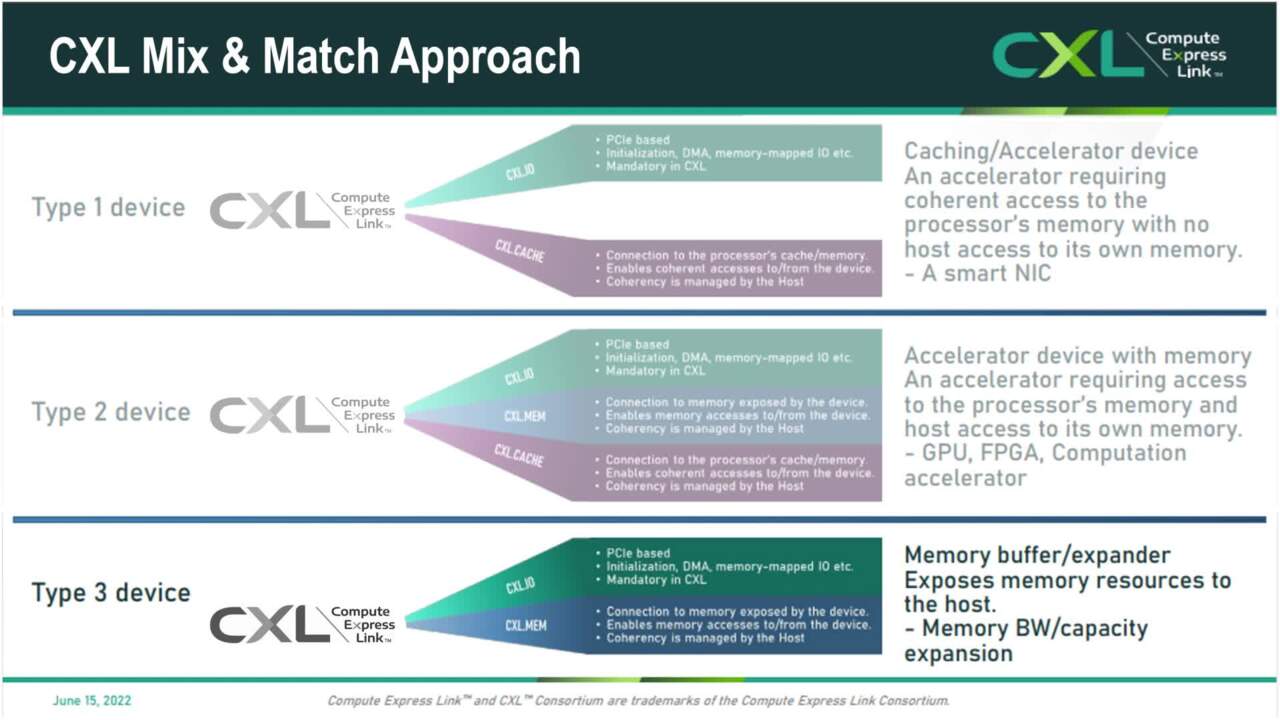 CXL Mix & Match Approach
CXL Compute
Express
Link™
Type 1 device
CXL Compute
Express
Link™
CXL.IO
• PCIe based
• Initialization, DMA, memory-mapped IO etc.
• Mandatory in CXL
CXL.CACHE
• Connection to the processor's cache/memory.
• Enables coherent accesses to/from the device.
• Coherency is managed by the Host
Caching/Accelerator device
An accelerator requiring
coherent access to the
processor's memory with no
host access to its own memory.
- A smart NIC
Type 2 device
CXL Compute
Express
Link™
CXL.IO
• PCIe based
• Initialization, DMA, memory-mapped IO etc.
• Mandatory in CXL
CXL.MEM
• Connection to memory exposed by the device.
• Enables memory accesses to/from the device.
• Coherency is managed by the Host
CXL.CACHE
• Connection to the processor's cache/memory.
• Enables coherent accesses to/from the device.
• Coherency is managed by the Host
Accelerator device with memory
An accelerator requiring access
to the processor's memory and
host access to its own memory.
- GPU, FPGA, Computation
accelerator
Type 3 device
CXL Compute
Express
Link™
CXL.IO
• PCIe based
• Initialization, DMA, memory-mapped IO etc.
• Mandatory in CXL
CXL.MEM
• Connection to memory exposed by the device.
• Enables memory accesses to/from the device.
• Coherency is managed by the Host
Memory buffer/expander
Exposes memory resources to
the host.
- Memory BW/capacity
expansion
June 15, 2022
Compute Express Link™ and CXL™ Consortium are trademarks of the Compute Express Link Consortium.